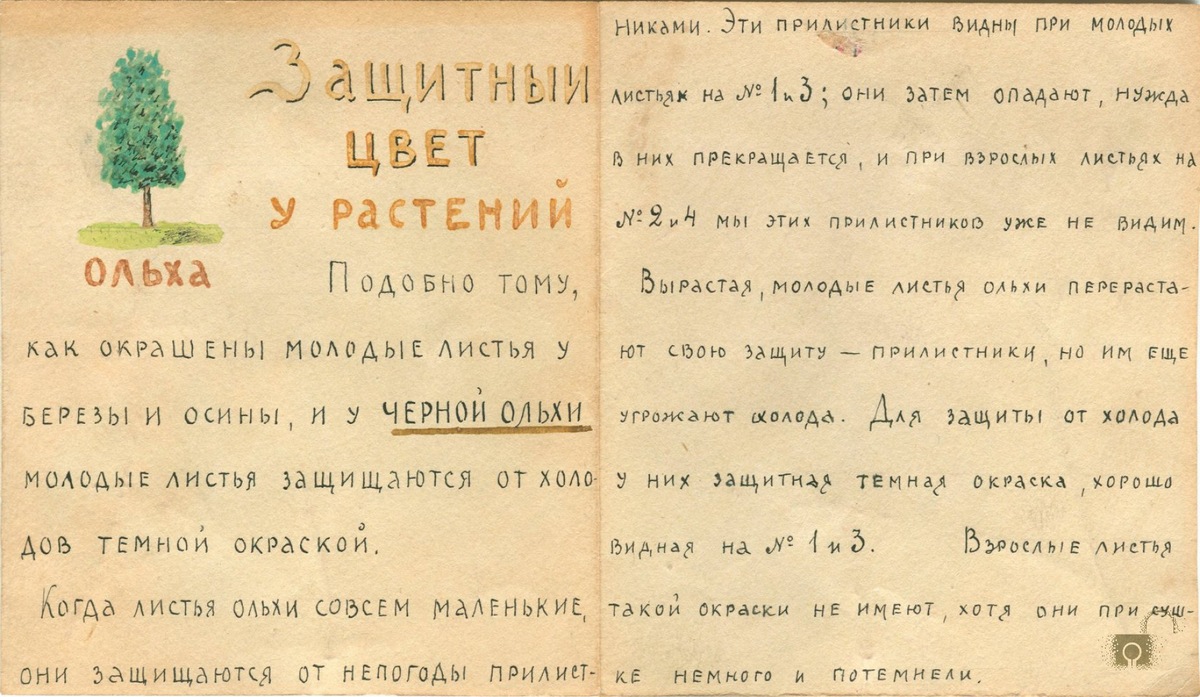 Защитный
цвет
у растений
ольха
Подобно тому,
как окрашены молодые листья у
березы и осины, и у черной ольхи
молодые листья защищаются от холо-
дов темной окраской.
Когда листья ольхи совсем маленькие,
они защищаются от непогоды прилист-
никами. Эти прилистники видны при молодых
листьях на № 1 и 3; они затем опадают, нужда
в них прекращается, и при взрослых листьях на
№ 2 и 4 мы этих прилистников уже не видим.
Вырастая, молодые листья ольхи перераста-
ют свою защиту — прилистники, но им еще
угрожают холода. Для защиты от холода
у них защитная темная окраска, хорошо
видная на № 1 и 3. Взрослые листья
такой окраски не имеют, хотя они при суш-
ке немного и потемнели.